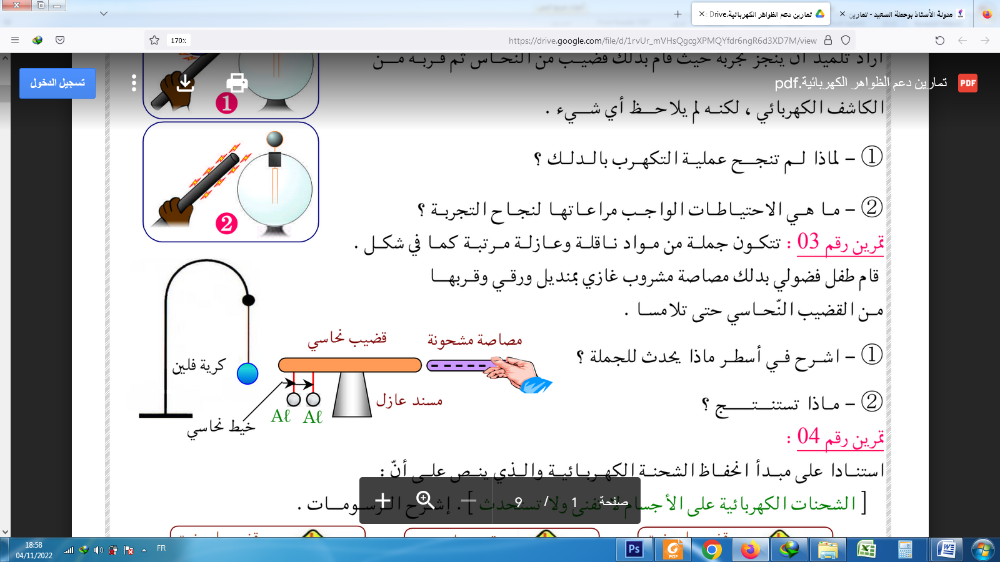 مدونة الأستاذ بوجملة السعيد - تمارين
تمارين دعم الظواهر الكهربائية.Drive
170%
https://drive.google.com/file/d/1rvUr_mVHsQgcgXPMQYfdr6ngR6d3XD7M/view
تسجيل الدخول
تمارين دعم الظواهر الكهربائية.pdf
PDF
أراد تلميذ أن ينجز تجربة حيث قام بدلك قضيب من النحاس ثم قربه من
الكاشف الكهربائي ، لكنه لم يلاحظ أي شيء .
1
① – لماذا لم تنجح عملية التكهرب بالدلك ؟
② – ما هي الاحتياطات الواجب مراعاتها لنجاح التجربة ؟
2
تمرين رقم 03 : تتكون جملة من مواد ناقلة وعازلة مرتبة كما في شكل .
قام طفل فضولي بدلك مصاصة مشروب غازي بمنديل ورقي وقربها
من القضيب النّحاسي حتى تلامسا .
مصاصة مشحونة
قضيب نحاسي
كرية فلين
مسند عازل
Aℓ Aℓ
خيط نحاسي
① – اشرح في أسطر ماذا يحدث للجملة ؟
② – ماذا تستنتج ؟
تمرين رقم 04 :
استنادا على مبدأ انحفاظ الشحنة الكهربائية والذي ينص على أنّ :
[ الشحنات الكهربائية على الأجسام لا تفنى ولا تستحدث ] . إشرح الرسومات .
صفحة 1 / 9
FR
18:58
04/11/2022
Ps
PDF